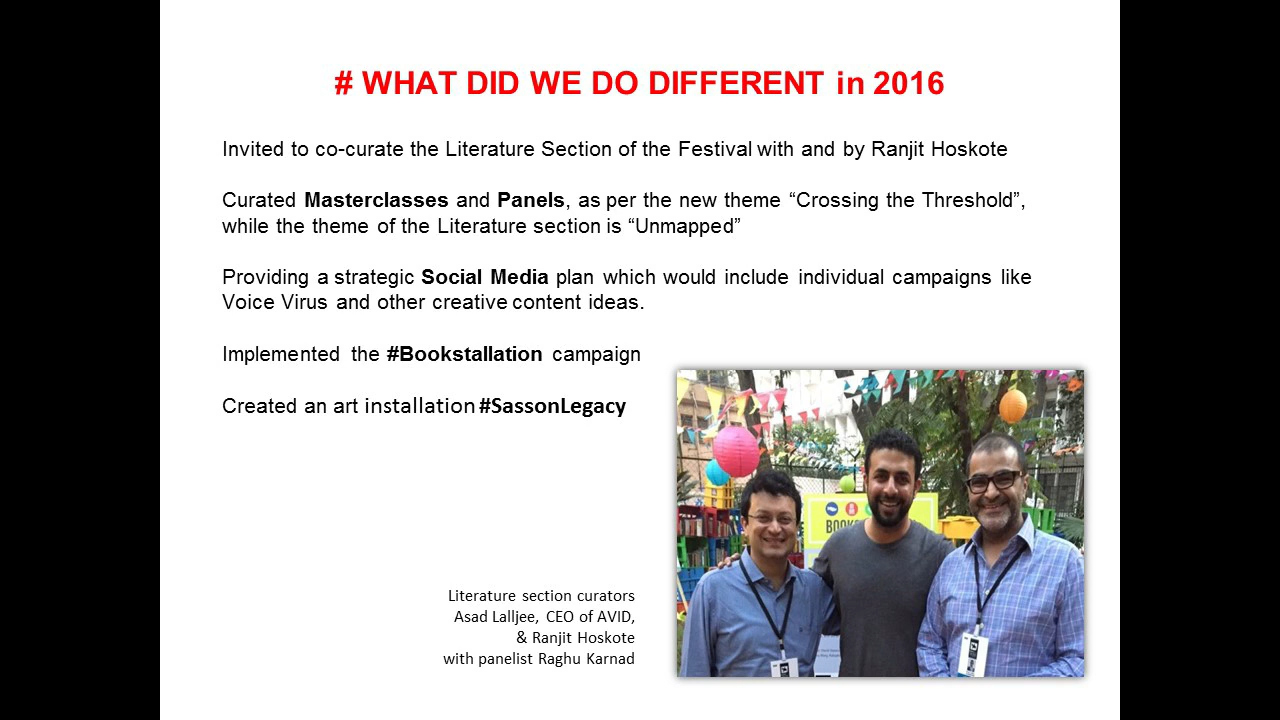 # WHAT DID WE DO DIFFERENT in 2016
Invited to co-curate the Literature Section of the Festival with and by Ranjit Hoskote
Curated Masterclasses and Panels, as per the new theme “Crossing the Threshold”,
while the theme of the Literature section is “Unmapped”
Providing a strategic Social Media plan which would include individual campaigns like
Voice Virus and other creative content ideas.
Implemented the #Bookstallation campaign
Created an art installation #SassonLegacy
BOOKS
Literature section curators
Asad Lalljee, CEO of AVID,
& Ranjit Hoskote
with panelist Raghu Karnad